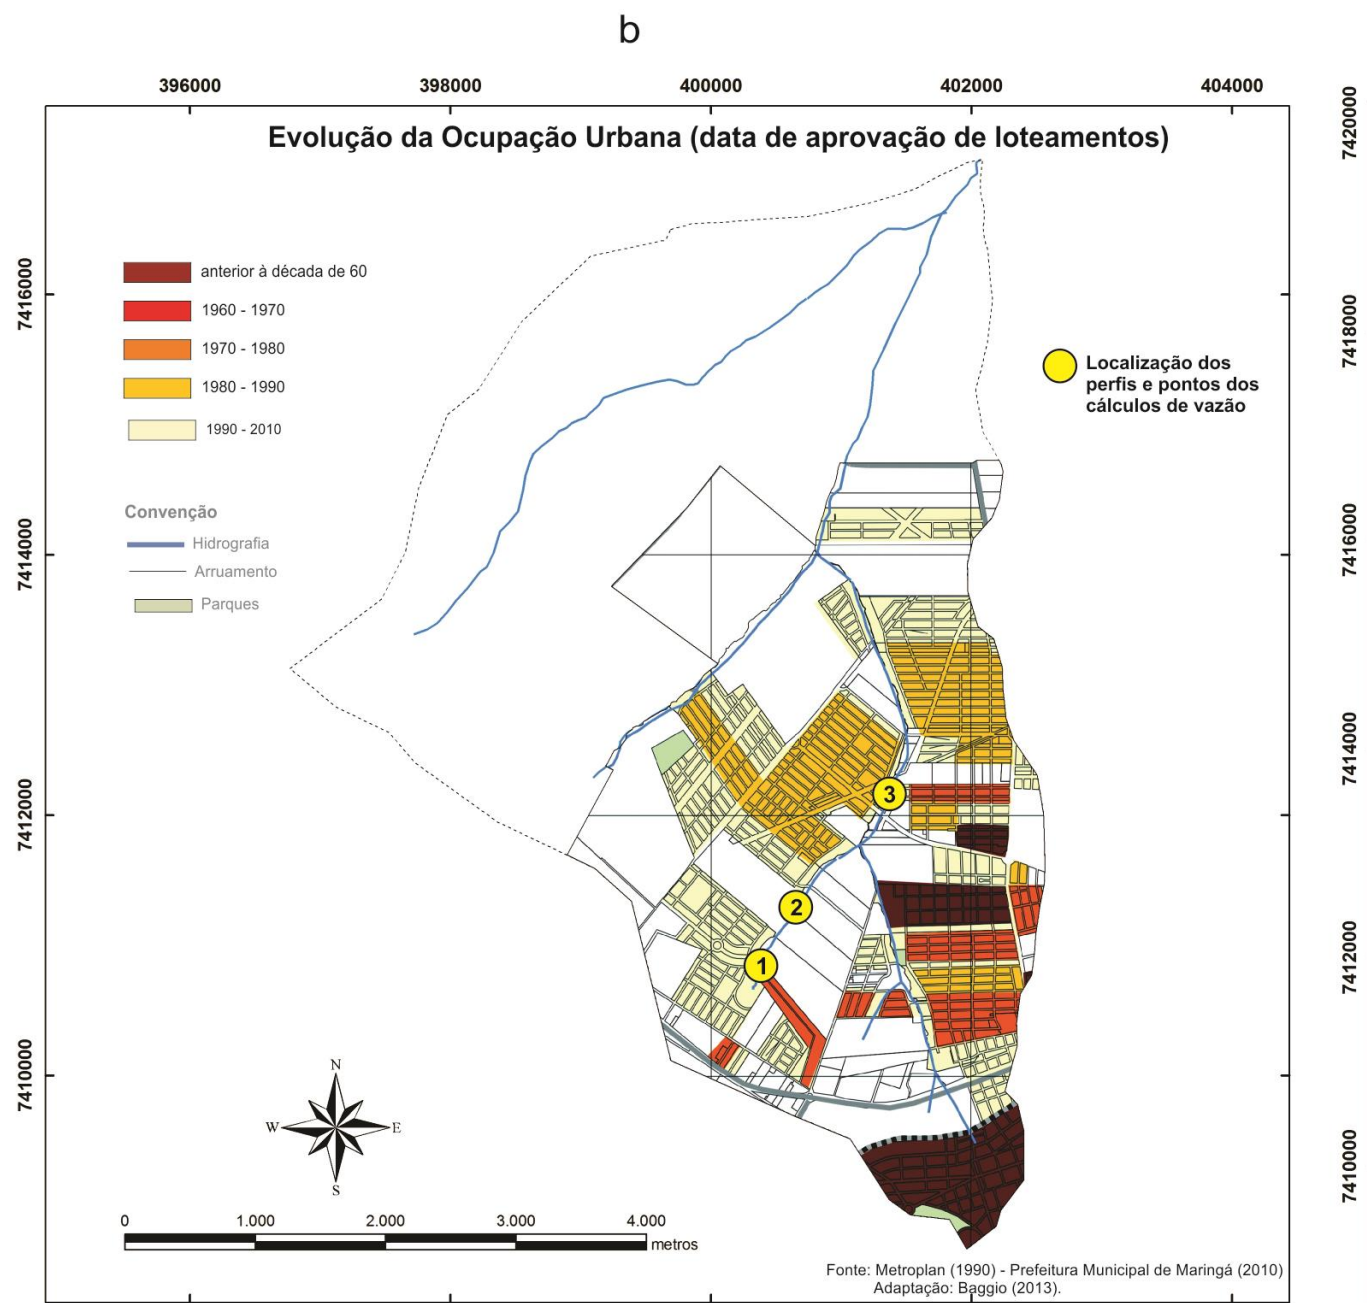 b
396000 398000 400000 402000 404000
Evolução da Ocupação Urbana (data de aprovação de loteamentos)
7416000
7414000
7412000
7410000
7420000
7418000
7416000
7414000
7412000
7410000
anterior à década de 60
1960 - 1970
1970 - 1980
1980 - 1990
1990 - 2010
Localização dos
perfis e pontos dos
cálculos de vazão
Convenção
Hidrografia
Arruamento
Parques
3
2
1
N
W E
S
0 1.000 2.000 3.000 4.000
metros
Fonte: Metroplan (1990) - Prefeitura Municipal de Maringá (2010)
Adaptação: Baggio (2013).